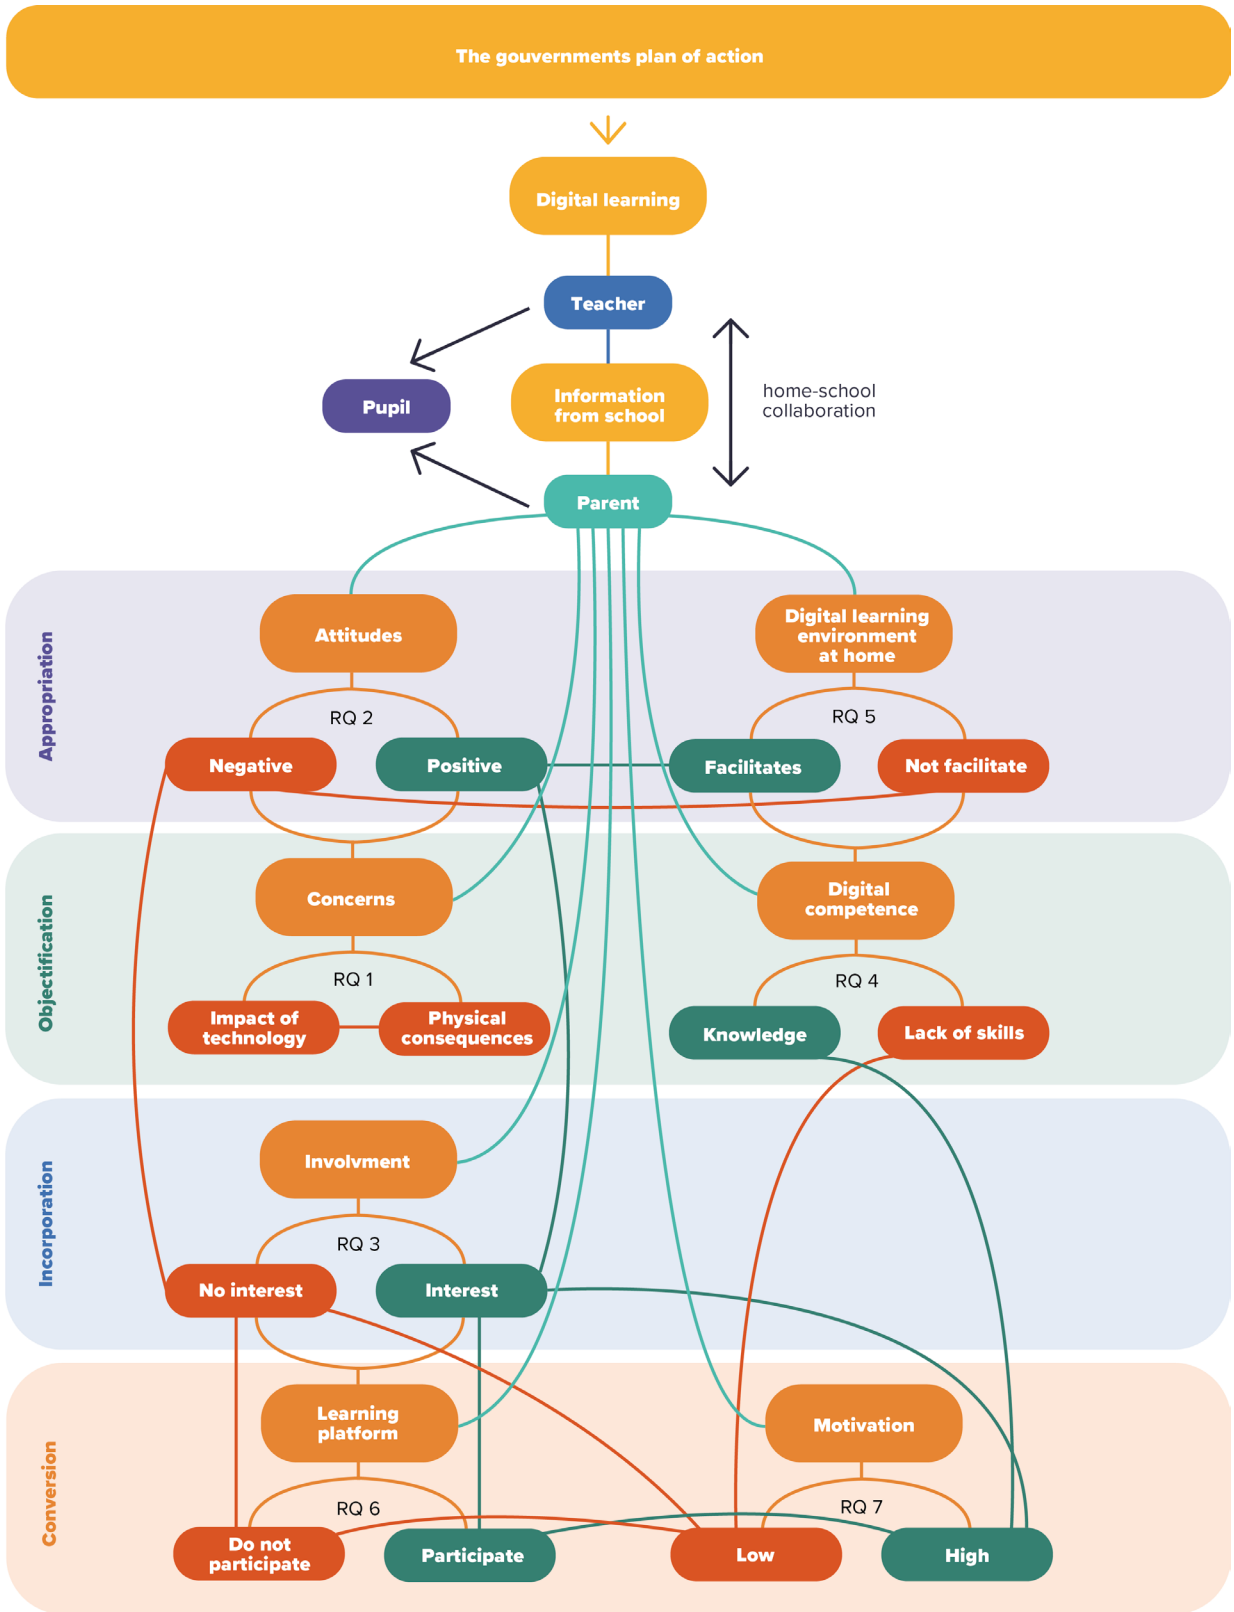 The gouvernments plan of action
Digital learning
Teacher
Pupil
Information
from school
home-school
collaboration
Parent
Appropriation
Attitudes
Digital learning
environment
at home
RQ 2
RQ 5
Negative
Positive
Facilitates
Not facilitate
Objectification
Concerns
Digital
competence
RQ 1
RQ 4
Impact of
technology
Physical
consequences
Knowledge
Lack of skills
Incorporation
Involvment
RQ 3
No interest
Interest
Conversion
Learning
platform
Motivation
RQ 6
RQ 7
Do not
participate
Participate
Low
High